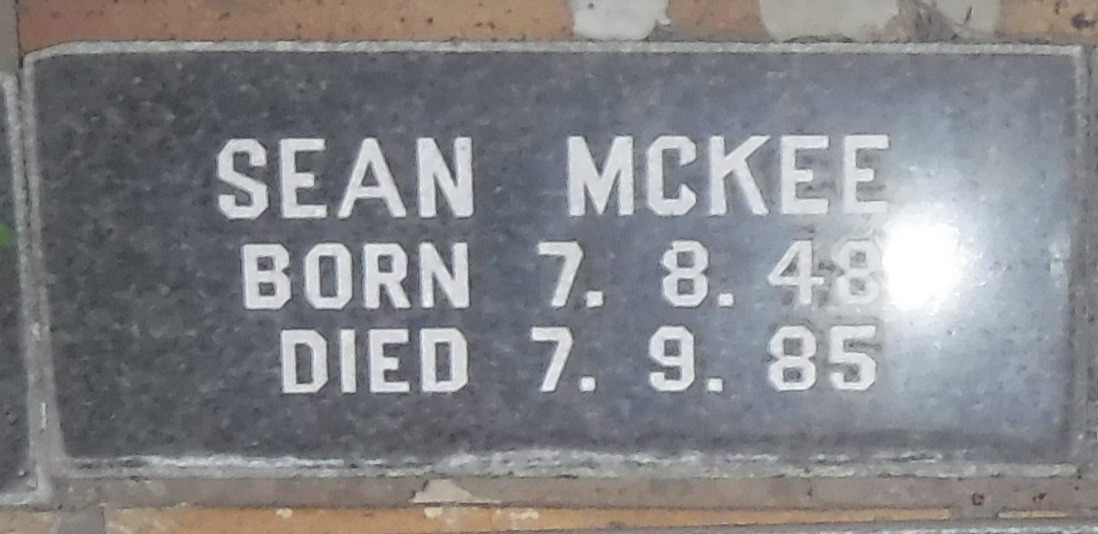 SEAN MCKEE
BORN 7. 8. 48
DIED 7. 9. 85